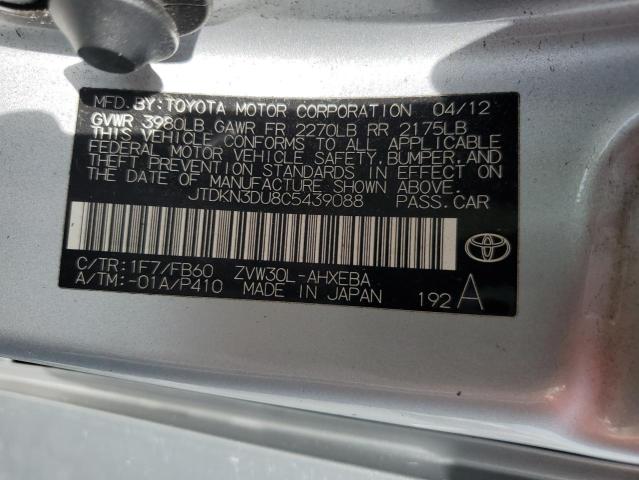 MFD. BY: TOYOTA MOTOR CORPORATION 04/12
GVWR 3980LB GAWR FR 2270LB RR 2175LB
THIS VEHICLE CONFORMS TO ALL APPLICABLE
FEDERAL MOTOR VEHICLE SAFETY, BUMPER, AND
THEFT PREVENTION STANDARDS IN EFFECT ON
THE DATE OF MANUFACTURE SHOWN ABOVE.
JTDKN3DU8C5439088 PASS.CAR
C/TR: 1F7/FB60 ZVW30L-AHXEBA
A/TM: -01A/P410 MADE IN JAPAN 192 A